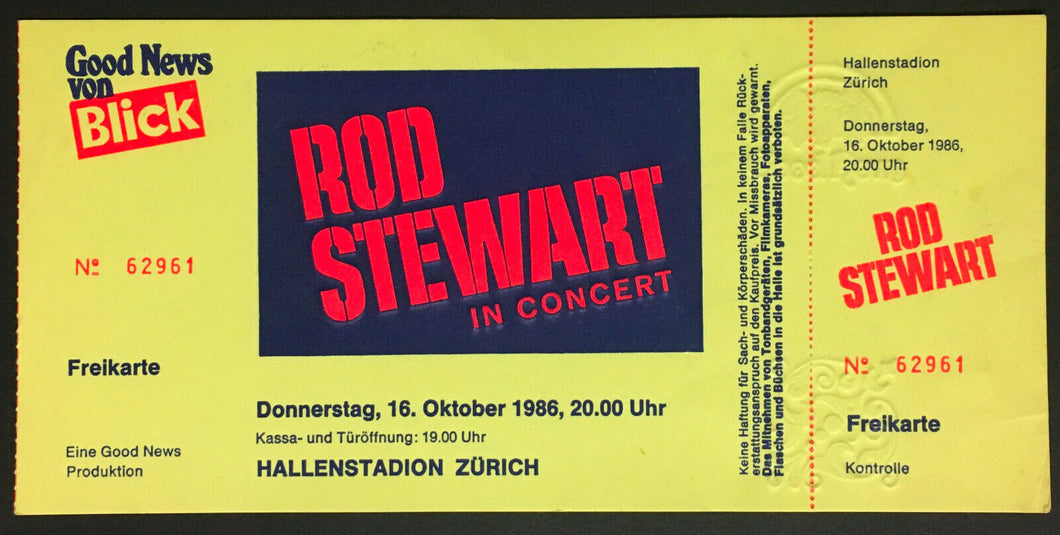 Good News
von
Blick
Nº 62961
Freikarte
Eine Good News
Produktion
ROD
STEWART
IN CONCERT
Donnerstag, 16. Oktober 1986, 20.00 Uhr
Kassa- und Türöffnung: 19.00 Uhr
HALLENSTADION ZÜRICH
Keine Haftung für Sach- und Körperschäden. In keinem Falle Rück-
erstattungsanspruch auf den Kaufpreis. Vor Missbrauch wird gewarnt.
Das Mitnehmen von Tonbandgeräten, Filmkameras, Fotoapparaten,
Flaschen und Büchsen in die Halle ist grundsätzlich verboten.
Hallenstadion
Zürich
Donnerstag,
16. Oktober 1986,
20.00 Uhr
ROD
STEWART
Nº 62961
Freikarte
Kontrolle